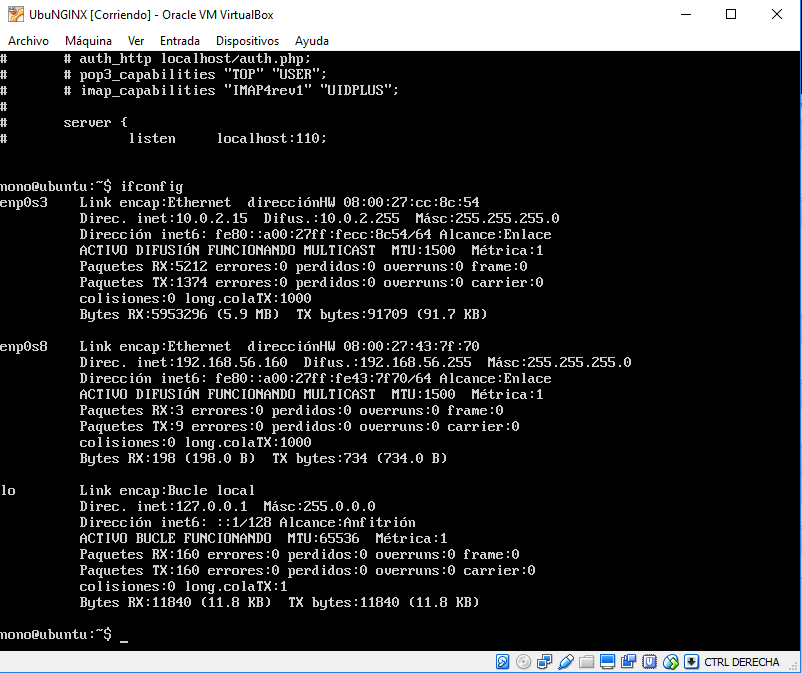 UbuNGINX [Corriendo] - Oracle VM VirtualBox
Archivo Máquina Ver Entrada Dispositivos Ayuda
# # auth_http localhost/auth.php;
# # pop3_capabilities "TOP" "USER";
# # imap_capabilities "IMAP4rev1" "UIDPLUS";
#
# server {
# listen localhost:110;
mono@ubuntu:~$ ifconfig
enp0s3 Link encap:Ethernet direcciónHW 08:00:27:cc:8c:54
Direc. inet:10.0.2.15 Difus.:10.0.2.255 Másc:255.255.255.0
Dirección inet6: fe80::a00:27ff:fecc:8c54/64 Alcance:Enlace
ACTIVO DIFUSIÓN FUNCIONANDO MULTICAST MTU:1500 Métrica:1
Paquetes RX:5212 errores:0 perdidos:0 overruns:0 frame:0
Paquetes TX:1374 errores:0 perdidos:0 overruns:0 carrier:0
colisiones:0 long.colaTX:1000
Bytes RX:5953296 (5.9 MB) TX bytes:91709 (91.7 KB)
enp0s8 Link encap:Ethernet direcciónHW 08:00:27:43:7f:70
Direc. inet:192.168.56.160 Difus.:192.168.56.255 Másc:255.255.255.0
Dirección inet6: fe80::a00:27ff:fe43:7f70/64 Alcance:Enlace
ACTIVO DIFUSIÓN FUNCIONANDO MULTICAST MTU:1500 Métrica:1
Paquetes RX:3 errores:0 perdidos:0 overruns:0 frame:0
Paquetes TX:9 errores:0 perdidos:0 overruns:0 carrier:0
colisiones:0 long.colaTX:1000
Bytes RX:198 (198.0 B) TX bytes:734 (734.0 B)
lo Link encap:Bucle local
Direc. inet:127.0.0.1 Másc:255.0.0.0
Dirección inet6: ::1/128 Alcance:Anfitrión
ACTIVO BUCLE FUNCIONANDO MTU:65536 Métrica:1
Paquetes RX:160 errores:0 perdidos:0 overruns:0 frame:0
Paquetes TX:160 errores:0 perdidos:0 overruns:0 carrier:0
colisiones:0 long.colaTX:1
Bytes RX:11840 (11.8 KB) TX bytes:11840 (11.8 KB)
mono@ubuntu:~$ _
CTRL DERECHA